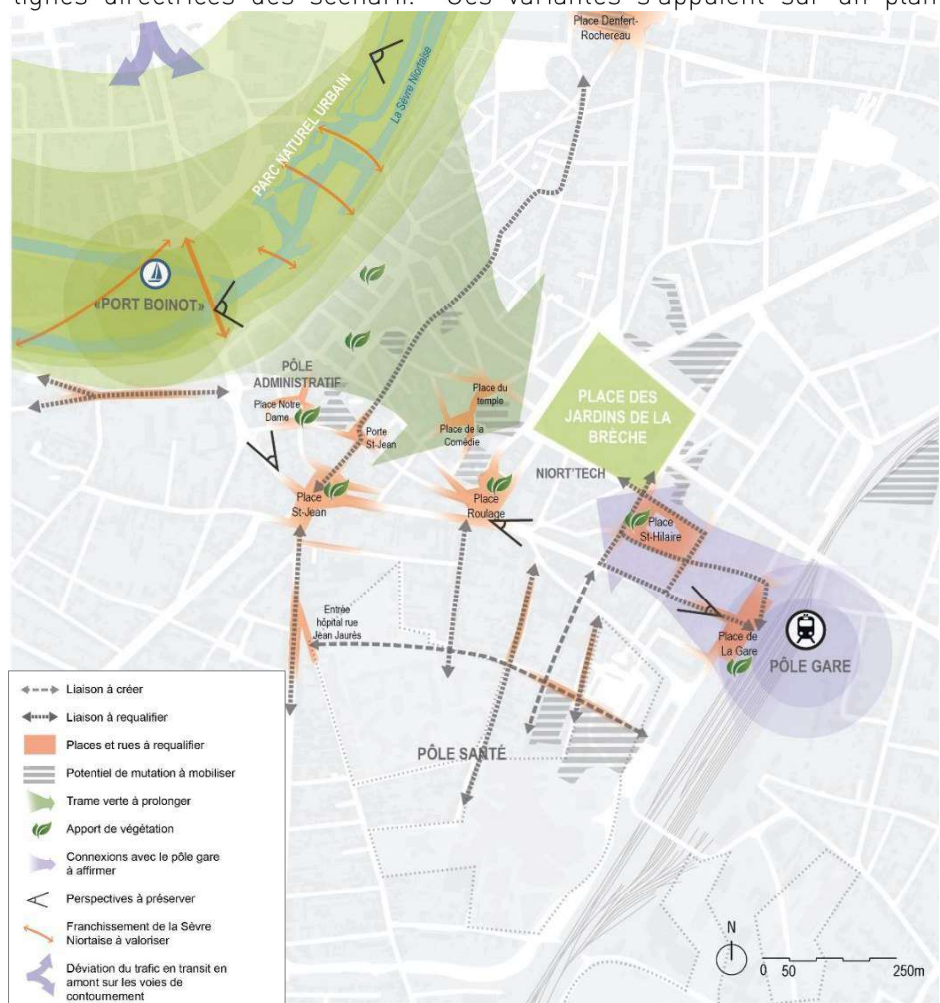 lignes directrices des scénarii. Ces variantes s'appuient sur un plan
Place Denfert-
Rochereau
La Sèvre Niortaise
PARC NATUREL URBAIN
«PORT BOINOT»
PÔLE
ADMINISTRATIF
Place Notre
Dame
Porte
St-Jean
Place du
temple
Place de la
Comédie
PLACE DES
JARDINS DE LA
BRÈCHE
NIORT'TECH
Place
St-Jean
Place
Roulage
Place
St-Hilaire
Entrée
hôpital rue
Jean Jaurès
Place de
La Gare
PÔLE GARE
PÔLE SANTÉ
Liaison à créer
Liaison à requalifier
Places et rues à requalifier
Potentiel de mutation à mobiliser
Trame verte à prolonger
Apport de végétation
Connexions avec le pôle gare
à affirmer
Perspectives à préserver
Franchissement de la Sèvre
Niortaise à valoriser
Déviation du trafic en transit en
amont sur les voies de
contournement
N
0 50 250m